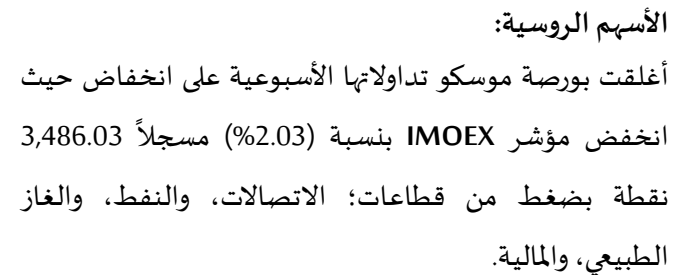 الأسهم الروسية:
أغلقت بورصة موسكو تداولاتها الأسبوعية على انخفاض حيث
انخفض مؤشر IMOEX بنسبة (2.03%) مسجلاً 3,486.03
نقطة بضغط من قطاعات؛ الاتصالات، والنفط، والغاز
الطبيعي، والمالية.